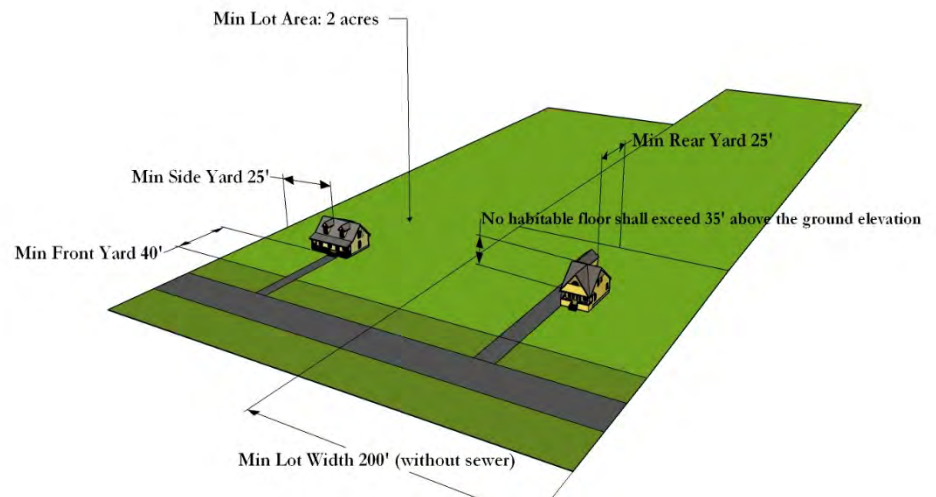 Min Lot Area: 2 acres
Min Rear Yard 25'
Min Side Yard 25'
No habitable floor shall exceed 35' above the ground elevation
Min Front Yard 40'
Min Lot Width 200' (without sewer)